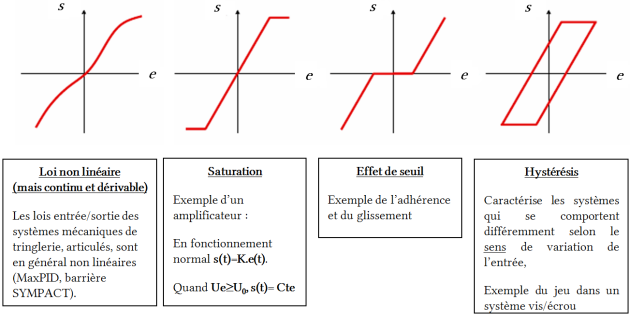 s
e
s
e
s
e
s
e
Loi non linéaire
(mais continu et dérivable)
Les lois entrée/sortie des
systèmes mécaniques de
tringlerie, articulés, sont
en général non linéaires
(MaxPID, barrière
SYMPACT).
Saturation
Exemple d'un
amplificateur :
En fonctionnement
normal s(t)=K.e(t).
Quand Ue≥U₀, s(t)= Cte
Effet de seuil
Exemple de l'adhérence
et du glissement
Hystérésis
Caractérise les systèmes
qui se comportent
différemment selon le
sens de variation de
l'entrée,
Exemple du jeu dans un
système vis/écrou